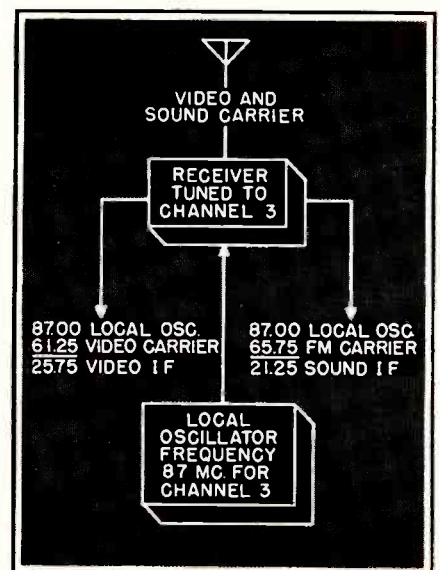 VIDEO AND
SOUND CARRIER
RECEIVER
TUNED TO
CHANNEL 3
87.00 LOCAL OSC.
61.25 VIDEO CARRIER
25.75 VIDEO I F
87.00 LOCAL OSC.
65.75 FM CARRIER
21.25 SOUND I F
LOCAL
OSCILLATOR
FREQUENCY
87 MC. FOR
CHANNEL 3